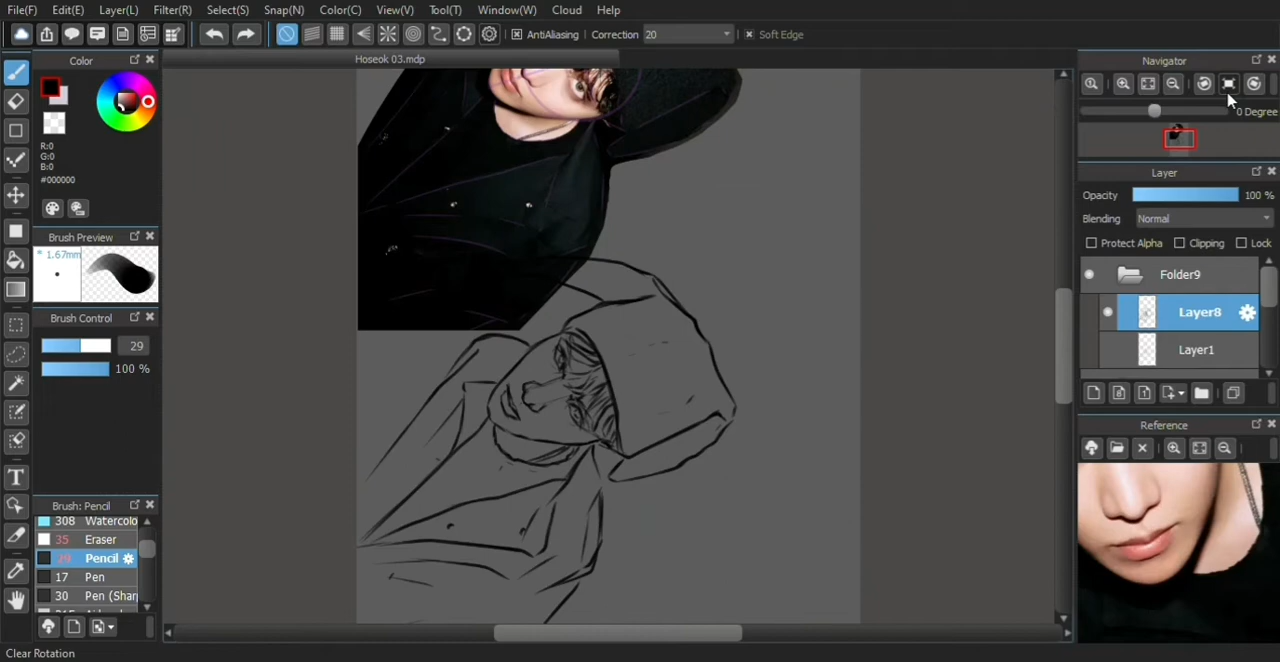 File(F) Edit(E) Layer(L) Filter(R) Select(S) Snap(N) Color(C) View(V) Tool(T) Window(W) Cloud Help
AntiAliasing Correction 20 Soft Edge
Color
Hoseok 03.mdp
Navigator
R:0
G:0
B:0
#000000
0 Degree
Layer
Opacity 100 %
Blending Normal
Protect Alpha Clipping Lock
Folder9
Layer8
Layer1
Brush Preview
* 1.67mm
Brush Control
29
100 %
Reference
Brush: Pencil
308 Watercolo
35 Eraser
29 Pencil
17 Pen
30 Pen (Shar
Clear Rotation